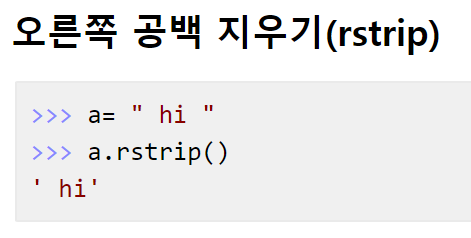 오른쪽 공백 지우기(rstrip)
>>> a= " hi "
>>> a.rstrip()
' hi'